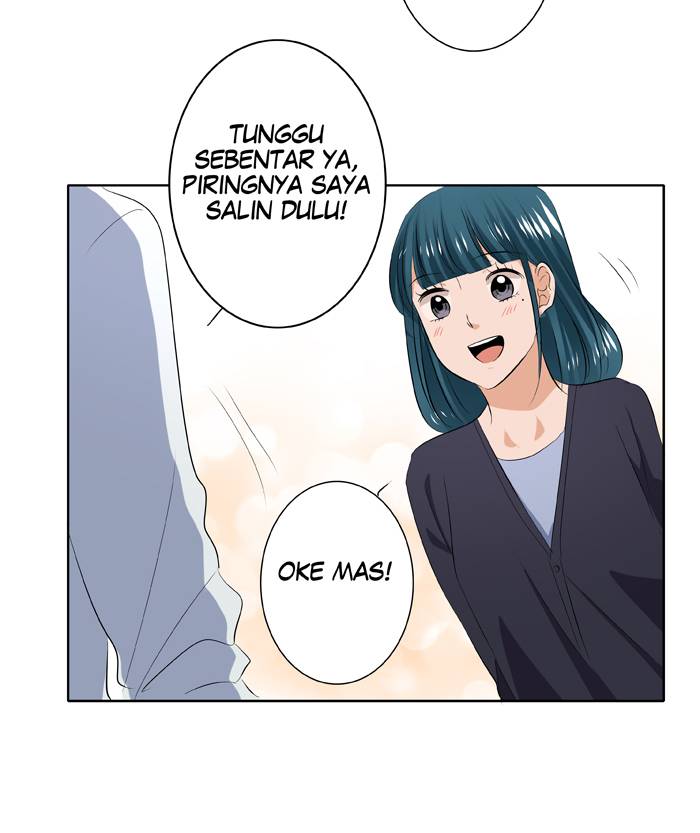 TUNGGU
SEBENTAR YA,
PIRINGNYA SAYA
SALIN DULU!
OKE MAS!